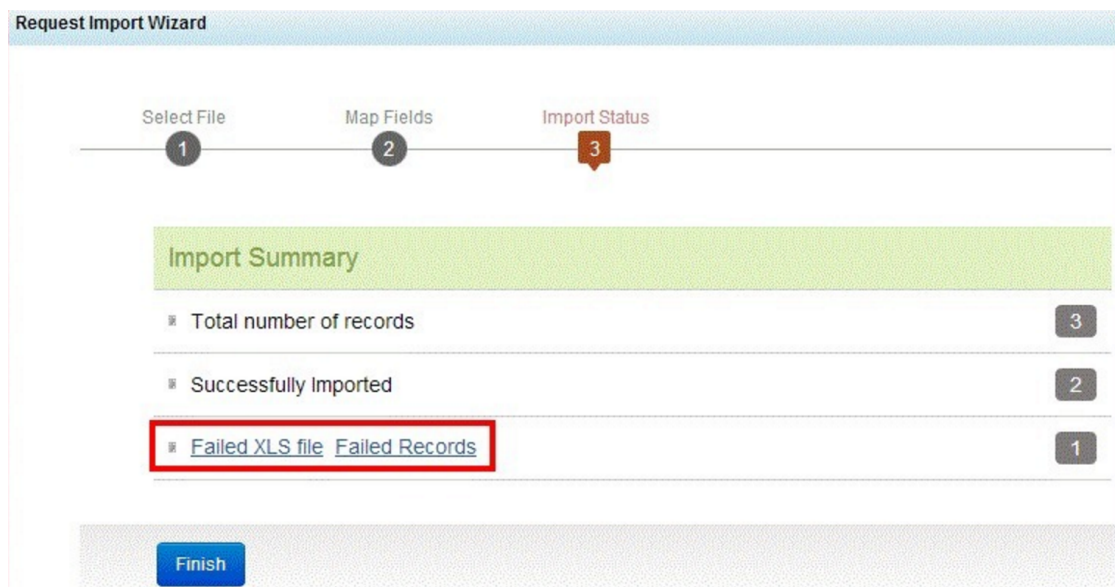 Request Import Wizard
Select File Map Fields Import Status
1 2 3
Import Summary
Total number of records 3
Successfully Imported 2
Failed XLS file Failed Records 1
Finish